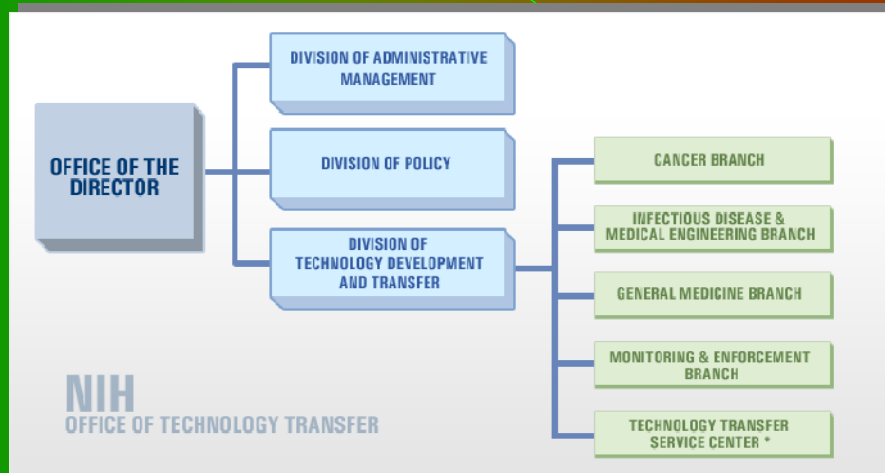 OFFICE OF THE
DIRECTOR
DIVISION OF ADMINISTRATIVE
MANAGEMENT
DIVISION OF POLICY
DIVISION OF
TECHNOLOGY DEVELOPMENT
AND TRANSFER
CANCER BRANCH
INFECTIOUS DISEASE &
MEDICAL ENGINEERING BRANCH
GENERAL MEDICINE BRANCH
MONITORING & ENFORCEMENT
BRANCH
TECHNOLOGY TRANSFER
SERVICE CENTER *
NIH
OFFICE OF TECHNOLOGY TRANSFER